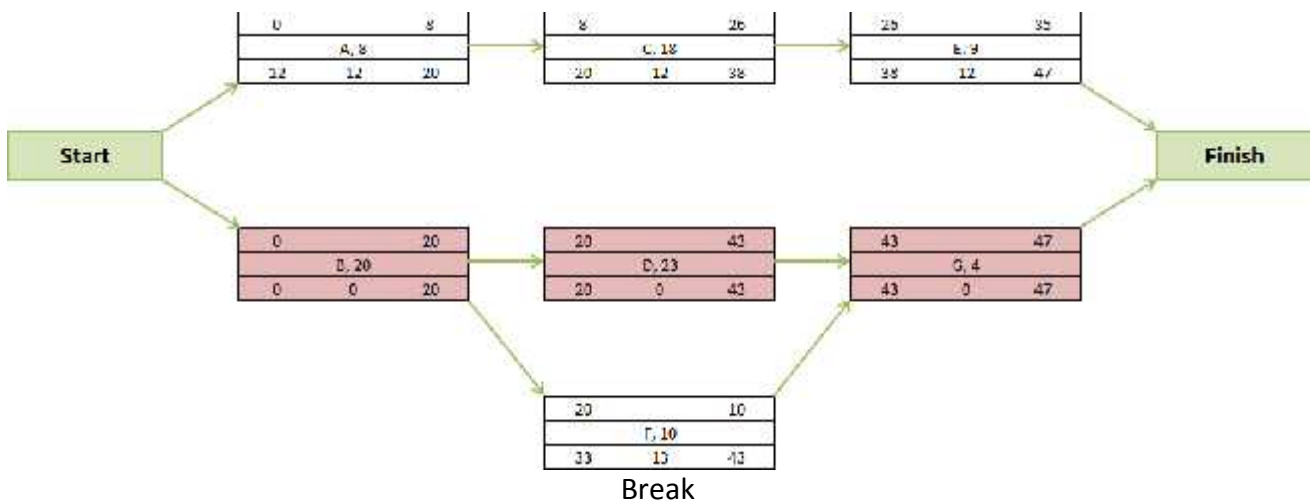 0 8 8 26 26 35
A, 8 C, 18 E, 9
12 12 20 20 12 38 38 12 47
Start Finish
0 20 20 43 43 47
B, 20 D, 23 G, 4
0 0 20 20 0 43 43 0 47
20 10
F, 10
33 13 43
Break